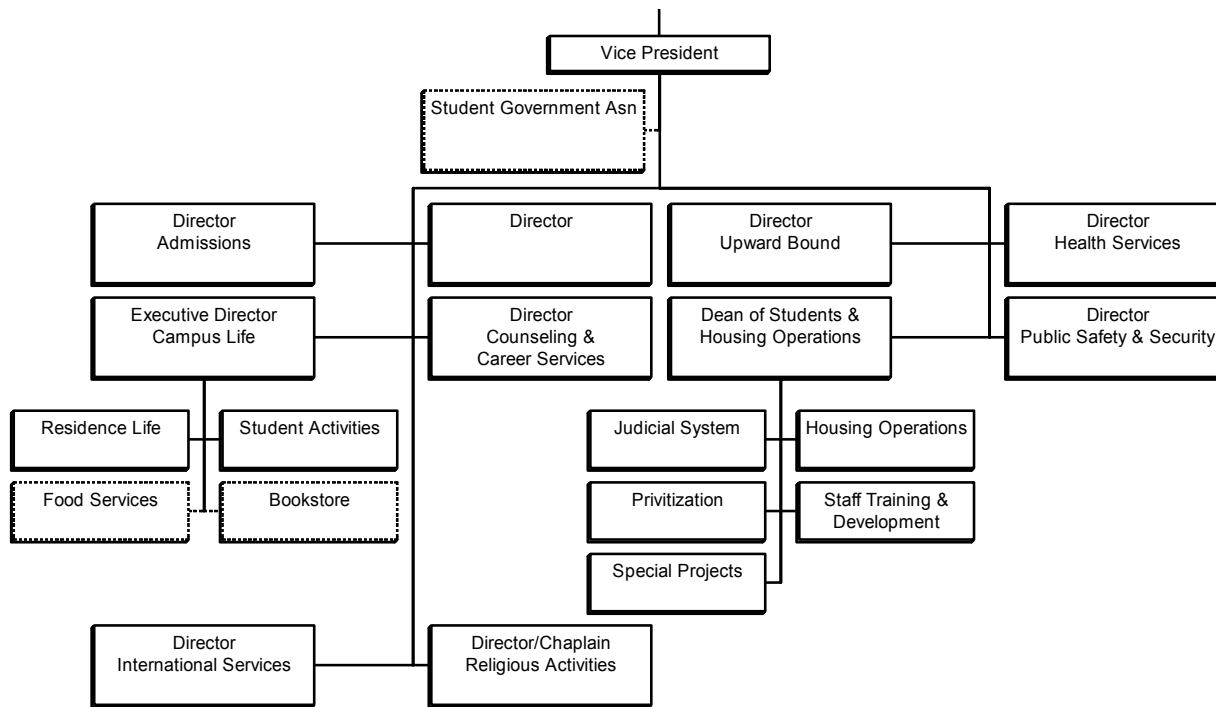 Vice President
Student Government Asn
Director
Admissions
Director
Director
Upward Bound
Director
Health Services
Executive Director
Campus Life
Director
Counseling &
Career Services
Dean of Students &
Housing Operations
Director
Public Safety & Security
Residence Life
Student Activities
Judicial System
Housing Operations
Food Services
Bookstore
Privitization
Staff Training &
Development
Special Projects
Director
International Services
Director/Chaplain
Religious Activities